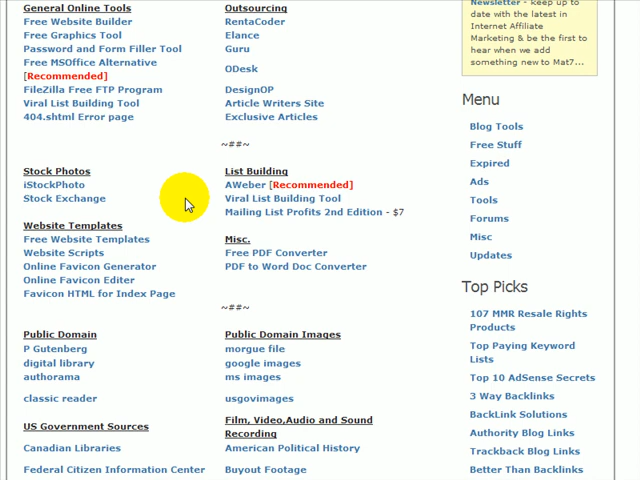 General Online Tools
Free Website Builder
Free Graphics Tool
Password and Form Filler Tool
Free MSOffice Alternative
[Recommended]
FileZilla Free FTP Program
Viral List Building Tool
404.shtml Error page
Outsourcing
RentaCoder
Elance
Guru
ODesk
DesignOP
Article Writers Site
Exclusive Articles
~##~
Stock Photos
iStockPhoto
Stock Exchange
Website Templates
Free Website Templates
Website Scripts
Online Favicon Generator
Online Favicon Editer
Favicon HTML for Index Page
List Building
AWeber [Recommended]
Viral List Building Tool
Mailing List Profits 2nd Edition - $7
Misc.
Free PDF Converter
PDF to Word Doc Converter
~##~
Public Domain
P Gutenberg
digital library
authorama
classic reader
US Government Sources
Canadian Libraries
Federal Citizen Information Center
Public Domain Images
morgue file
google images
ms images
usgovimages
Film, Video,Audio and Sound
Recording
American Political History
Buyout Footage
Newsletter - keep up to
date with the latest in
Internet Affiliate
Marketing & be the first to
hear when we add
something new to Mat7...
Menu
Blog Tools
Free Stuff
Expired
Ads
Tools
Forums
Misc
Updates
Top Picks
107 MMR Resale Rights
Products
Top Paying Keyword
Lists
Top 10 AdSense Secrets
3 Way Backlinks
BackLink Solutions
Authority Blog Links
Trackback Blog Links
Better Than Backlinks